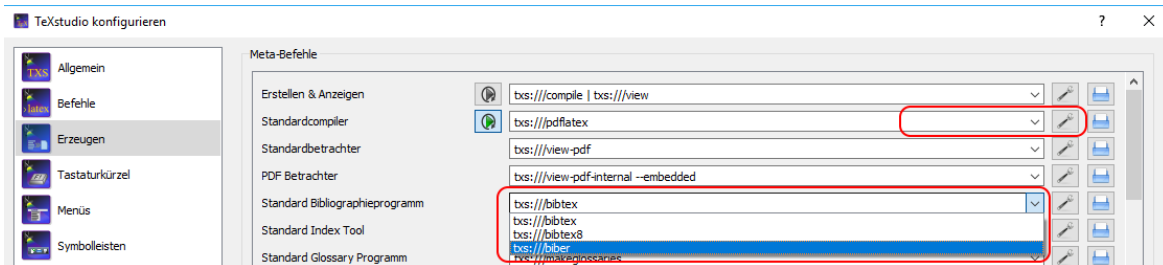 TeXstudio konfigurieren
Allgemein
Befehle
Erzeugen
Tastaturkürzel
Menüs
Symbolleisten
Meta-Befehle
Erstellen & Anzeigen txs:///compile | txs:///view
Standardcompiler txs:///pdflatex
Standardbetrachter txs:///view-pdf
PDF Betrachter txs:///view-pdf-internal --embedded
Standard Bibliographieprogramm txs:///bibtex
txs:///bibtex
Standard Index Tool txs:///bibtex8
txs:///biber
Standard Glossary Programm txs:///makeglossaries